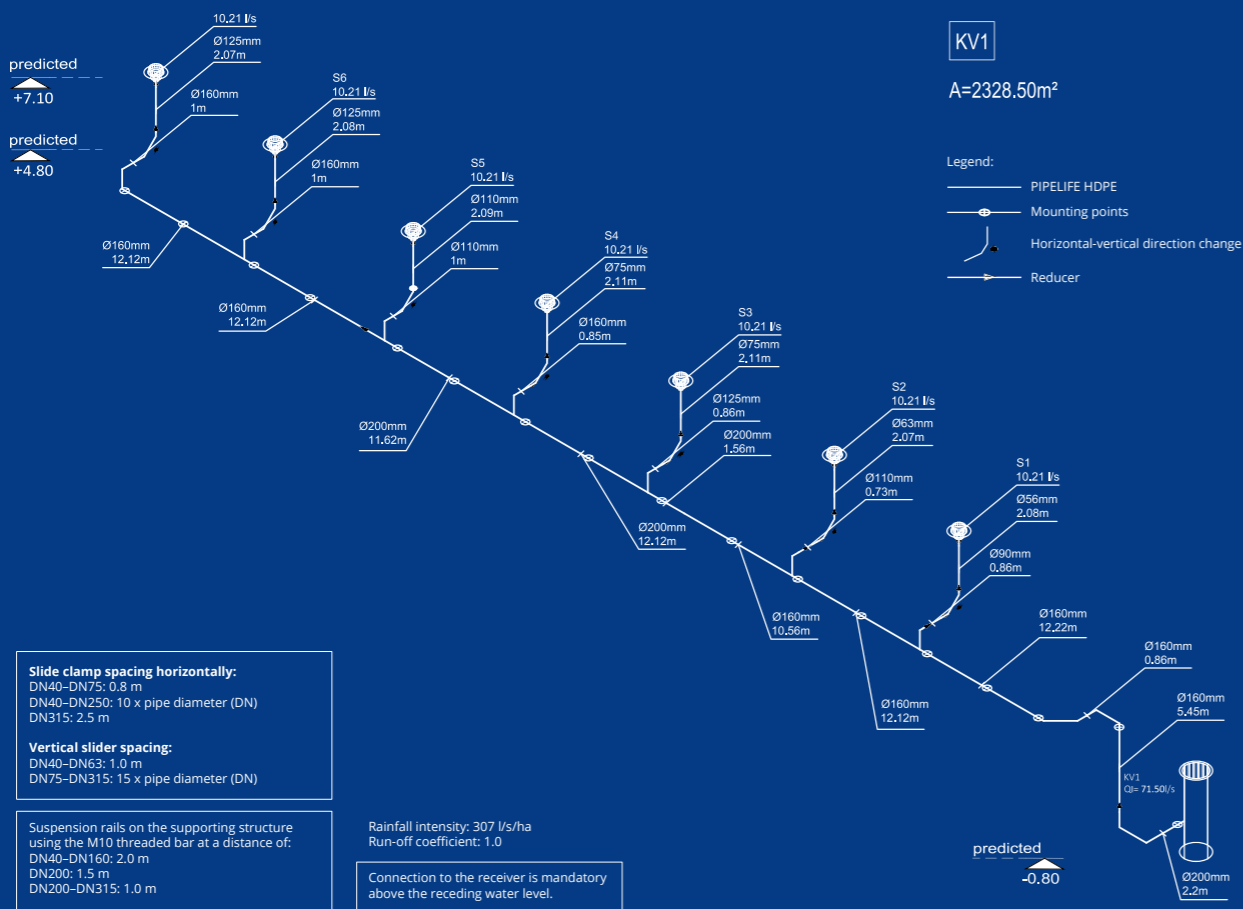 10.21 l/s
Ø125mm
2.07m
Ø160mm
1m
predicted
+7.10
predicted
+4.80
S6
10.21 l/s
Ø125mm
2.08m
Ø160mm
1m
S5
10.21 l/s
Ø110mm
2.09m
Ø110mm
1m
S4
10.21 l/s
Ø75mm
2.11m
Ø160mm
0.85m
S3
10.21 l/s
Ø75mm
2.11m
Ø125mm
0.86m
Ø200mm
1.56m
S2
10.21 l/s
Ø63mm
2.07m
Ø110mm
0.73m
S1
10.21 l/s
Ø56mm
2.08m
Ø90mm
0.86m
Ø160mm
12.12m
Ø160mm
12.12m
Ø200mm
11.62m
Ø200mm
12.12m
Ø160mm
10.56m
Ø160mm
12.12m
Ø160mm
12.22m
Ø160mm
0.86m
Ø160mm
5.45m
KV1
Ql= 71.50l/s
Ø200mm
2.2m
predicted
-0.80
KV1
A=2328.50m²
Legend:
PIPELIFE HDPE
Mounting points
Horizontal-vertical direction change
Reducer
Slide clamp spacing horizontally:
DN40–DN75: 0.8 m
DN40–DN250: 10 x pipe diameter (DN)
DN315: 2.5 m
Vertical slider spacing:
DN40–DN63: 1.0 m
DN75–DN315: 15 x pipe diameter (DN)
Suspension rails on the supporting structure
using the M10 threaded bar at a distance of:
DN40–DN160: 2.0 m
DN200: 1.5 m
DN200–DN315: 1.0 m
Rainfall intensity: 307 l/s/ha
Run-off coefficient: 1.0
Connection to the receiver is mandatory
above the receding water level.